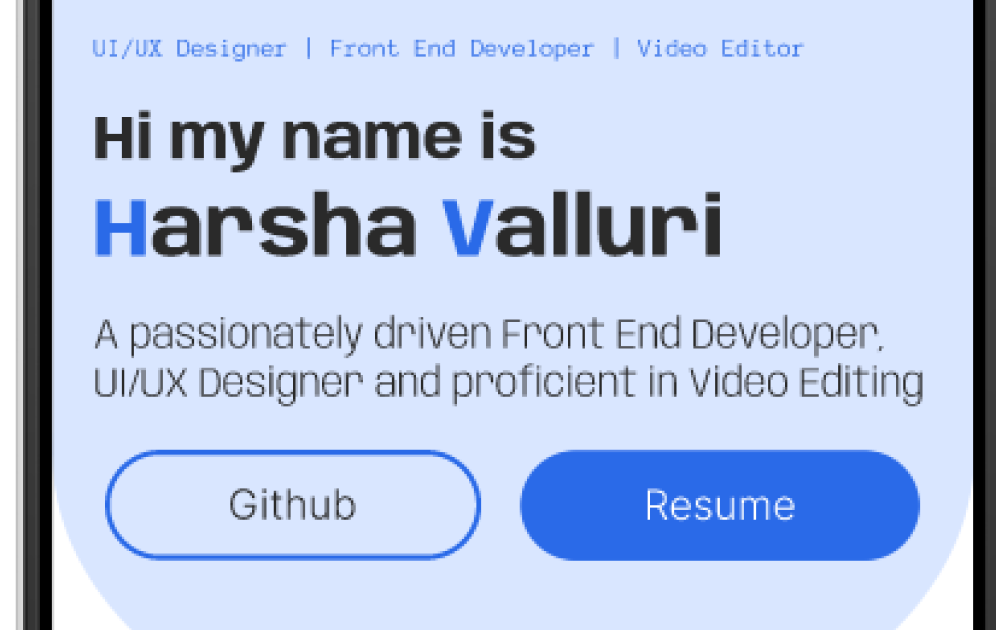 UI/UX Designer | Front End Developer | Video Editor
Hi my name is
Harsha Valluri
A passionately driven Front End Developer,
UI/UX Designer and proficient in Video Editing
Github
Resume